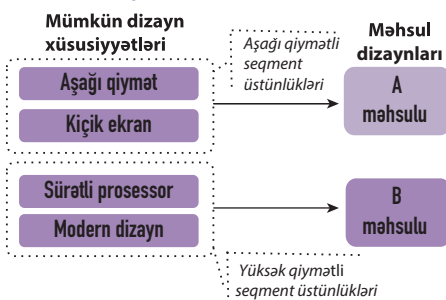 Mümkün dizayn
xüsusiyyətləri
Aşağı qiymətli
seqment
üstünlükləri
Məhsul
dizaynları
Aşağı qiymət
Kiçik ekran
A
məhsulu
Sürətli prosessor
Modern dizayn
B
məhsulu
Yüksək qiymətli
seqment üstünlükləri